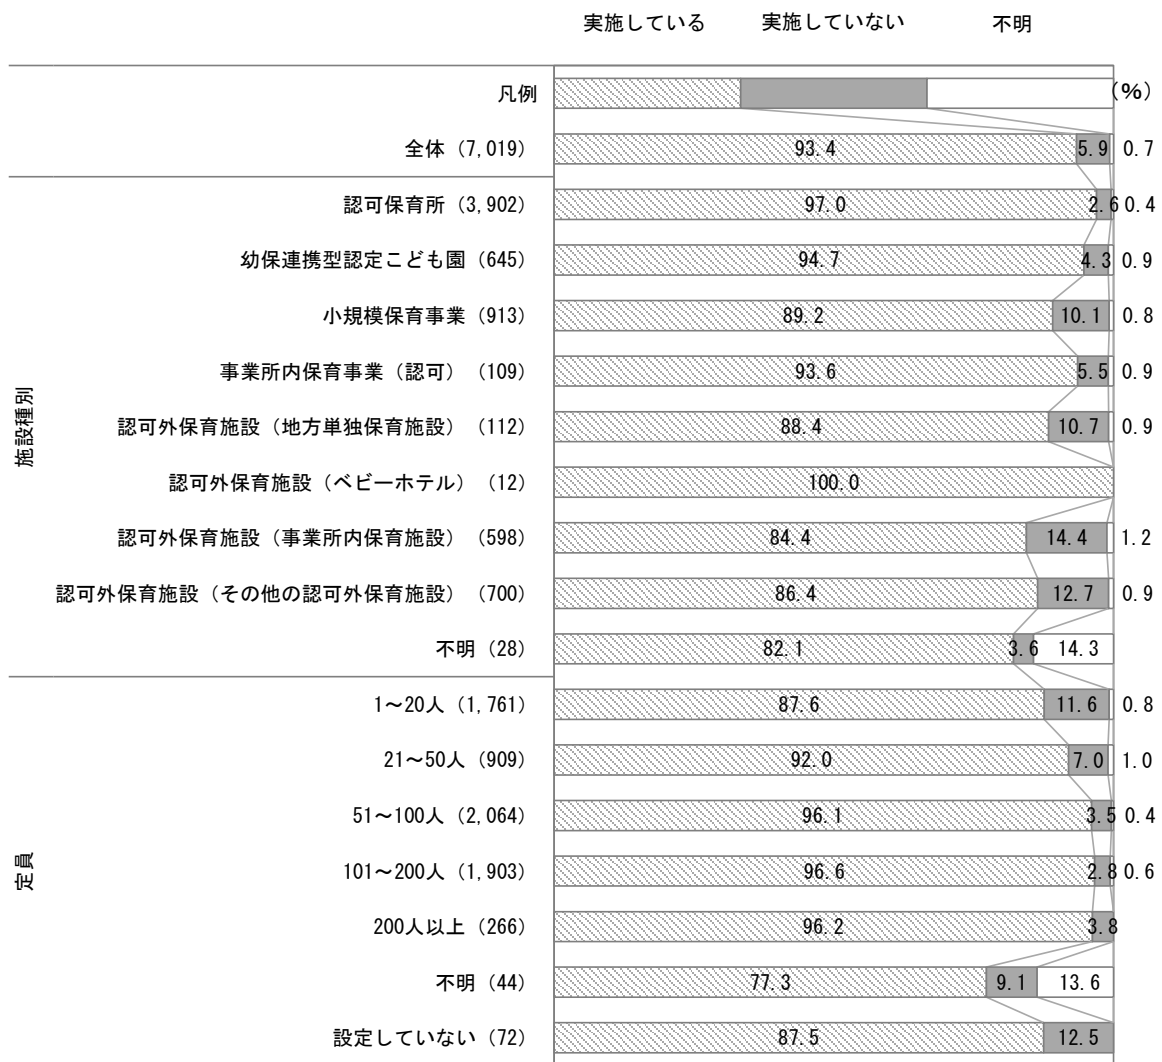 実施している 実施していない 不明
凡例 (%)
全体 (7,019) 93.4 5.9 0.7
施設種別
認可保育所 (3,902) 97.0 2.6 0.4
幼保連携型認定こども園 (645) 94.7 4.3 0.9
小規模保育事業 (913) 89.2 10.1 0.8
事業所内保育事業（認可） (109) 93.6 5.5 0.9
認可外保育施設（地方単独保育施設） (112) 88.4 10.7 0.9
認可外保育施設（ベビーホテル） (12) 100.0
認可外保育施設（事業所内保育施設） (598) 84.4 14.4 1.2
認可外保育施設（その他の認可外保育施設） (700) 86.4 12.7 0.9
不明 (28) 82.1 3.6 14.3
定員
1～20人 (1,761) 87.6 11.6 0.8
21～50人 (909) 92.0 7.0 1.0
51～100人 (2,064) 96.1 3.5 0.4
101～200人 (1,903) 96.6 2.8 0.6
200人以上 (266) 96.2 3.8
不明 (44) 77.3 9.1 13.6
設定していない (72) 87.5 12.5